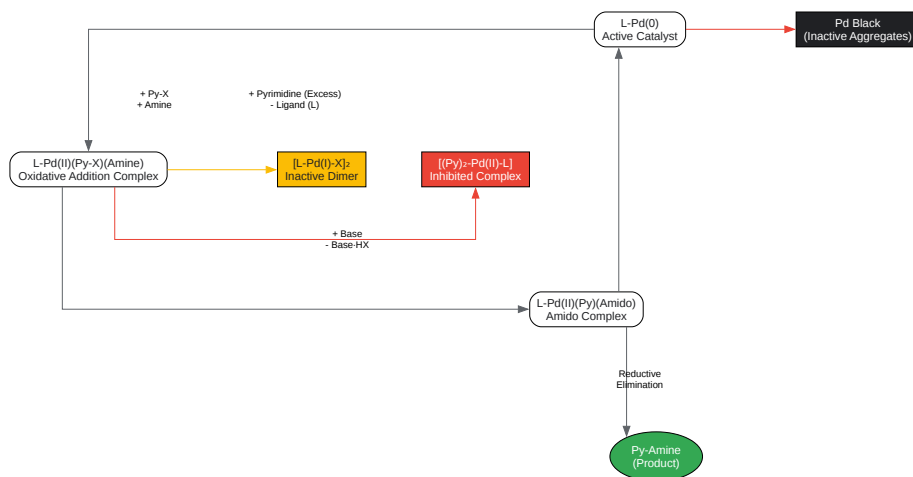 L-Pd(0)
Active Catalyst
Pd Black
(Inactive Aggregates)
+ Py-X
+ Amine
+ Pyrimidine (Excess)
- Ligand (L)
L-Pd(II)(Py-X)(Amine)
Oxidative Addition Complex
[L-Pd(I)-X]₂
Inactive Dimer
[(Py)₂-Pd(II)-L]
Inhibited Complex
+ Base
- Base·HX
L-Pd(II)(Py)(Amido)
Amido Complex
Reductive
Elimination
Py-Amine
(Product)